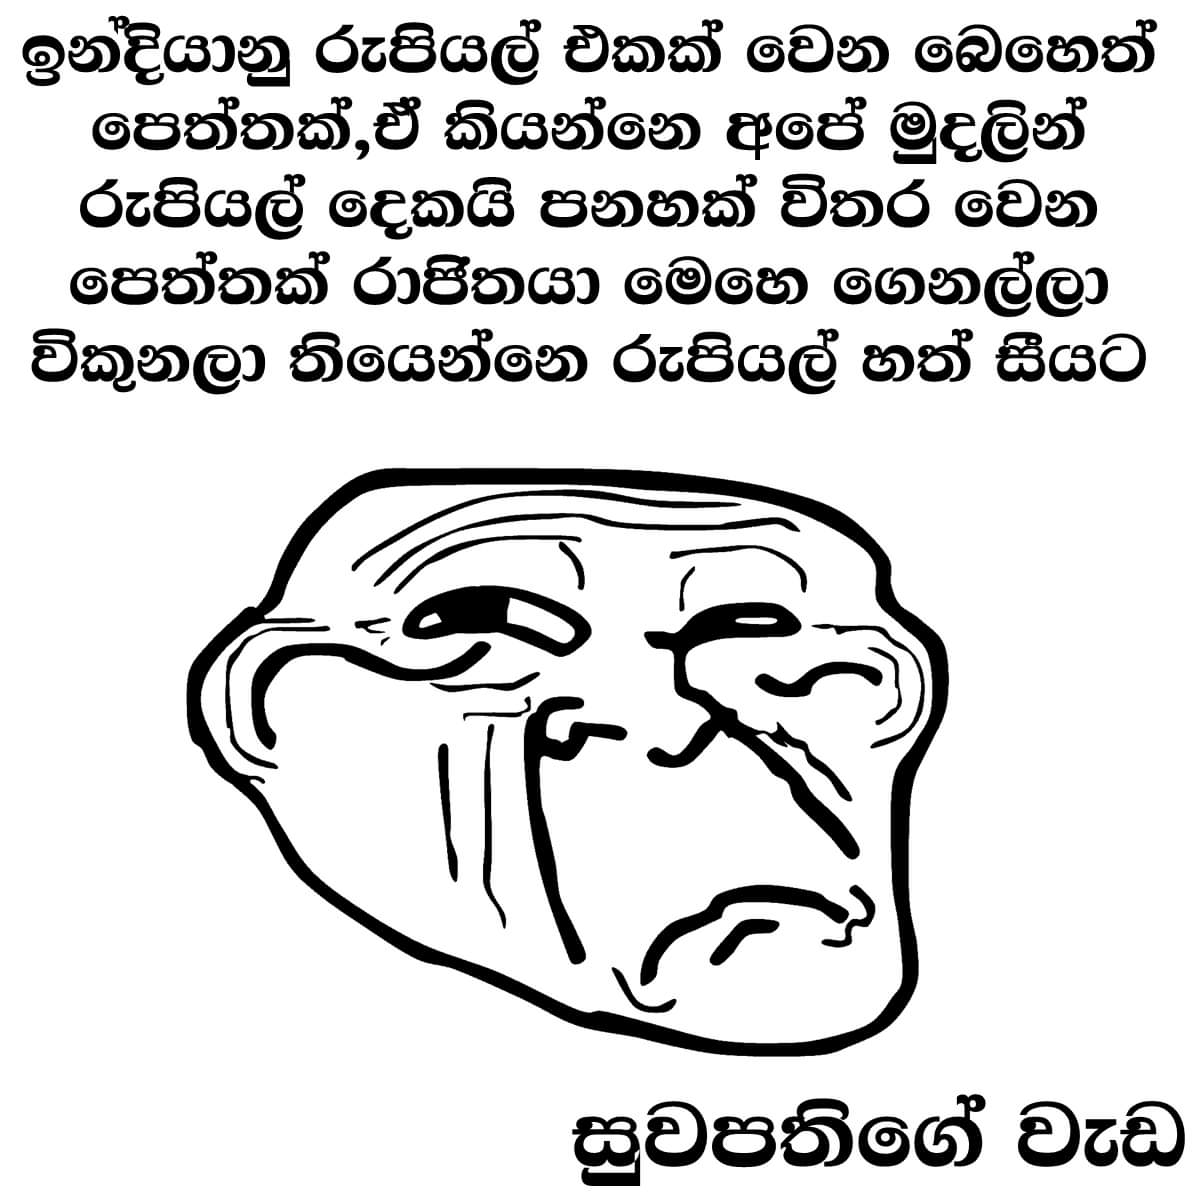 ඉන්දියානු රුපියල් එකක් වෙන බෙහෙත්
පෙත්තක්,ඒ කියන්නෙ අපේ මුදලින්
රුපියල් දෙකයි පනහක් විතර වෙන
පෙත්තක් රාජිතයා මෙහෙ ගෙනල්ලා
විකුනලා තියෙන්නෙ රුපියල් හත් සීයට
සුවපතිගේ වැඩ